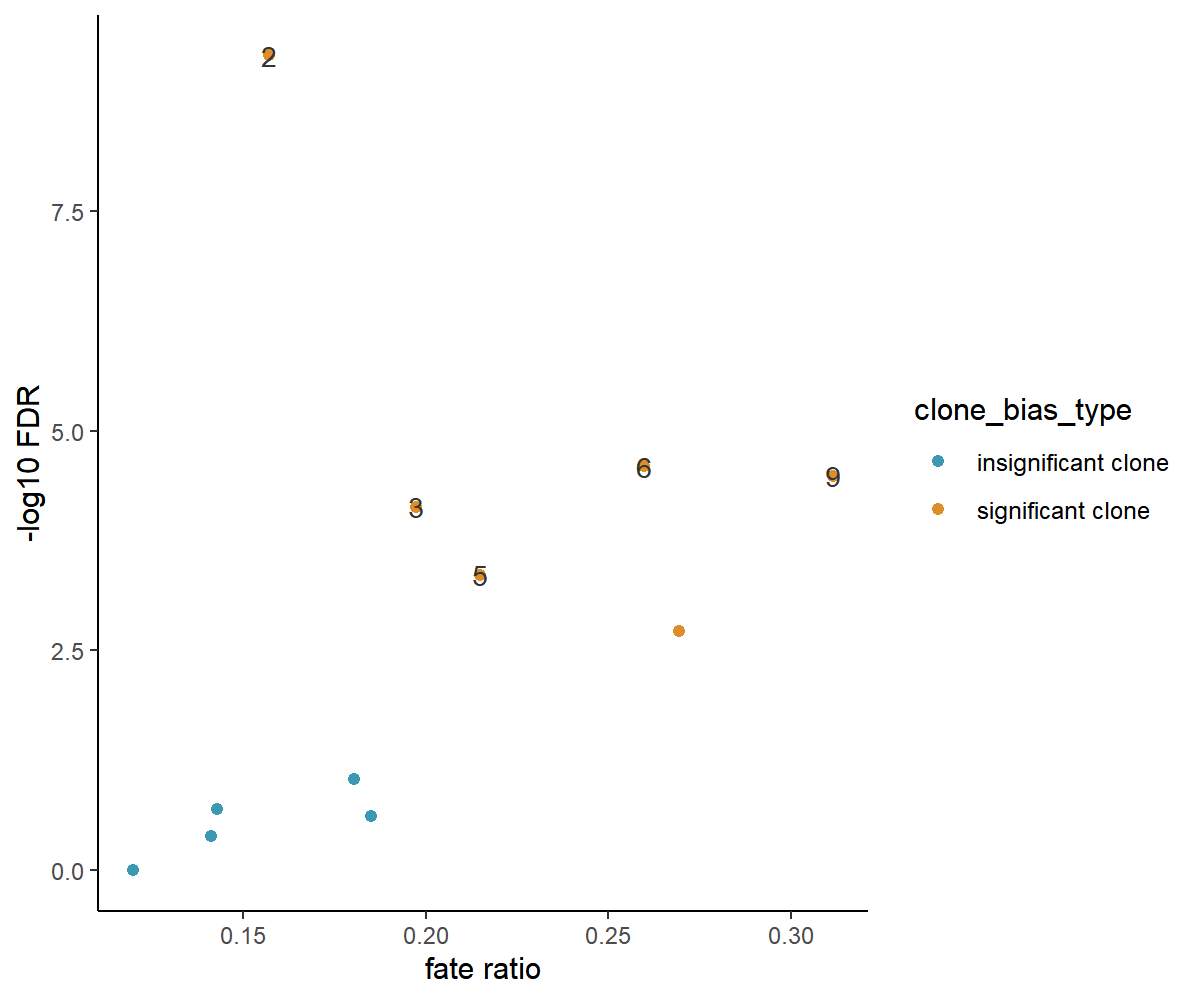 2
7.5
5.0
2.5
0.0
-log10 FDR
6
9
3
5
0.15
0.20
0.25
0.30
fate ratio
clone_bias_type
insignificant clone
significant clone